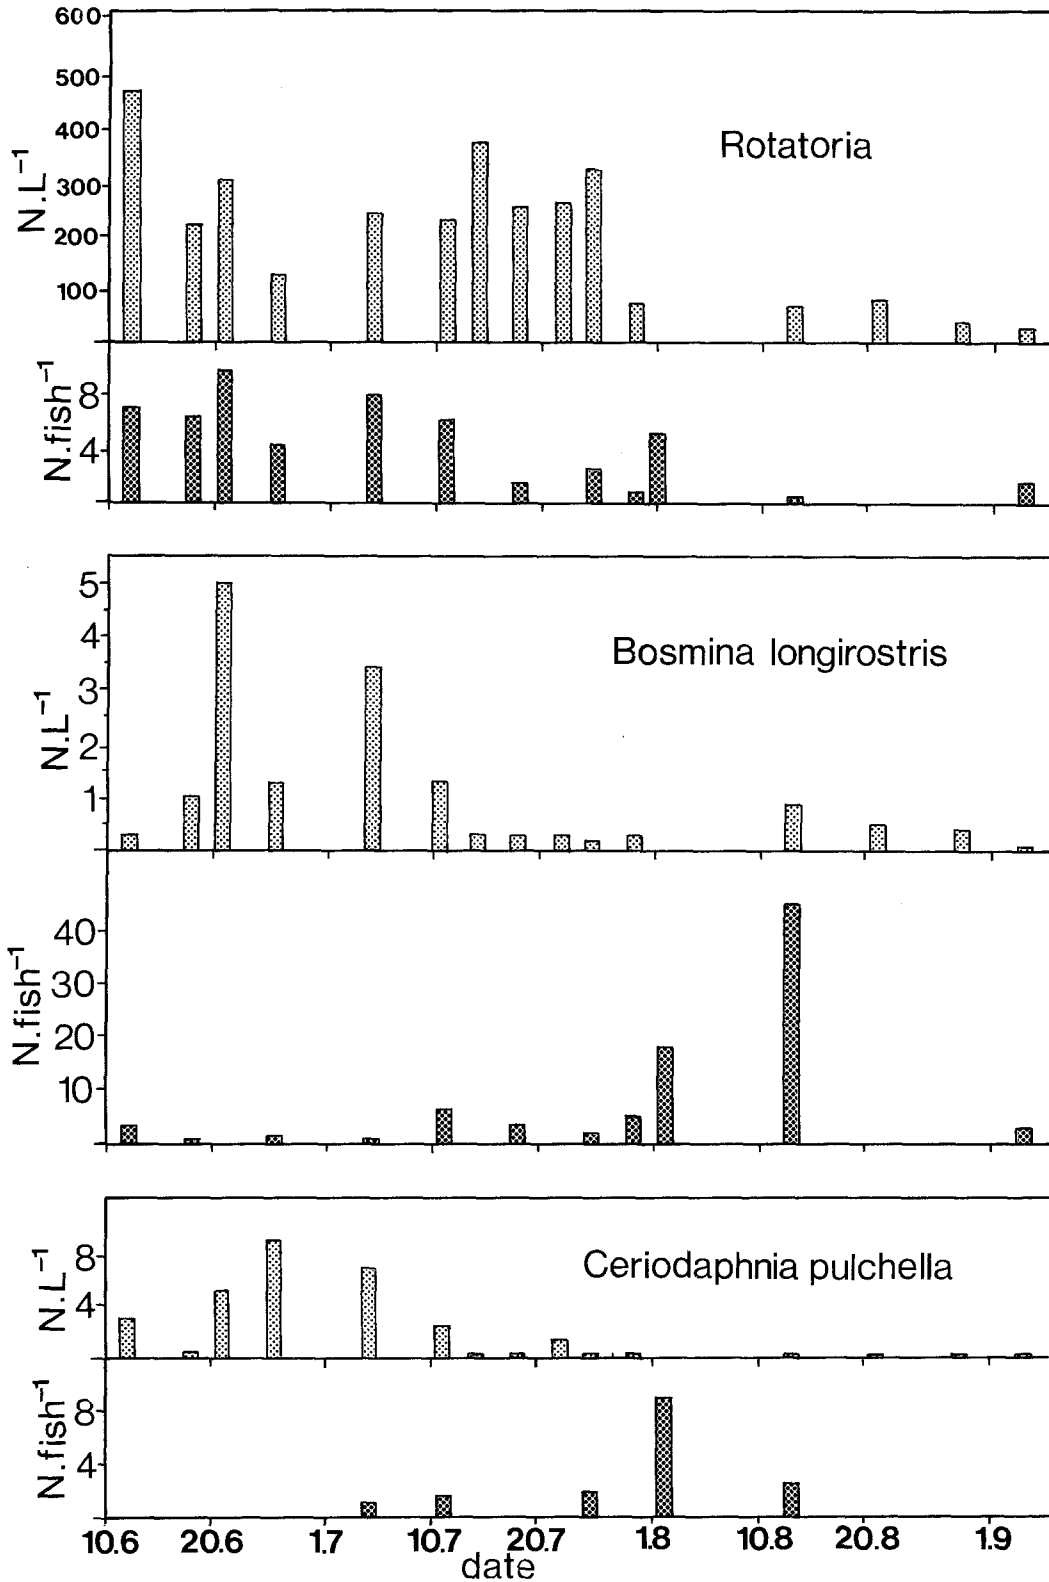 600
500
400
300
200
100
N.L⁻¹
Rotatoria
8
4
N.fish⁻¹
5
4
3
2
1
N.L⁻¹
Bosmina longirostris
40
30
20
10
N.fish⁻¹
8
4
N.L⁻¹
Ceriodaphnia pulchella
8
4
N.fish⁻¹
10.6 20.6 1.7 10.7 20.7 1.8 10.8 20.8 1.9
date